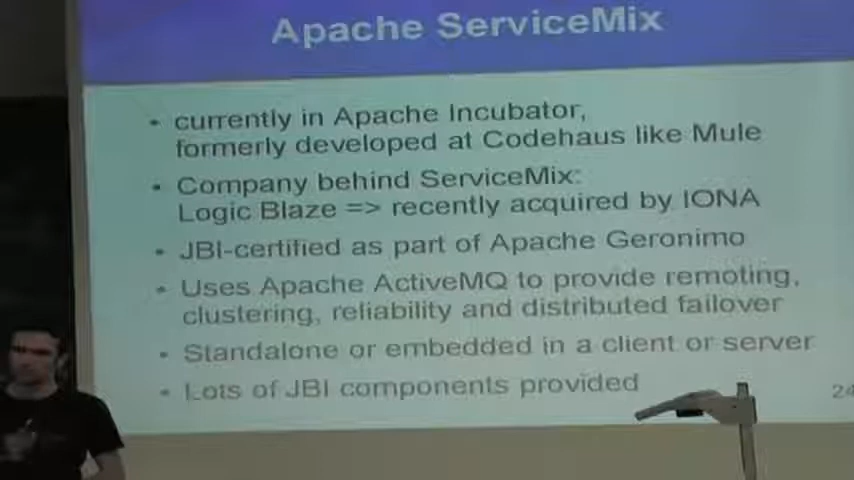 Apache ServiceMix
• currently in Apache Incubator,
formerly developed at Codehaus like Mule
• Company behind ServiceMix:
Logic Blaze => recently acquired by IONA
• JBI-certified as part of Apache Geronimo
• Uses Apache ActiveMQ to provide remoting,
clustering, reliability and distributed failover
• Standalone or embedded in a client or server
• Lots of JBI components provided
24